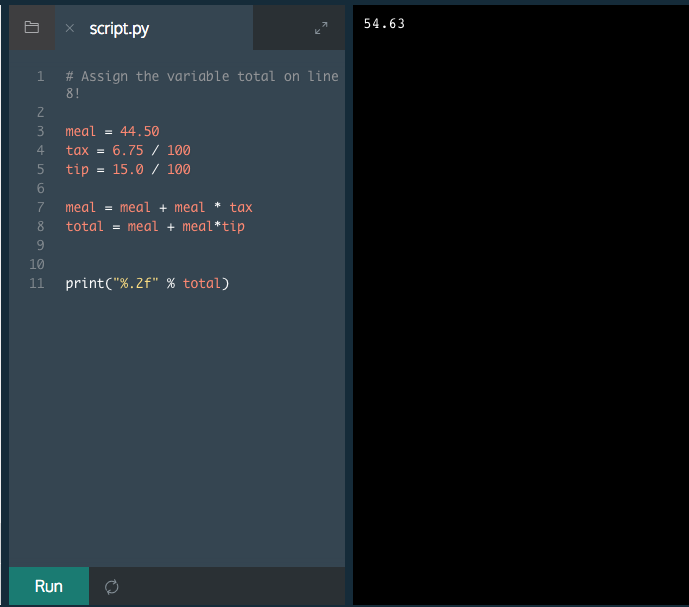 script.py
1 # Assign the variable total on line
8!
2
3 meal = 44.50
4 tax = 6.75 / 100
5 tip = 15.0 / 100
6
7 meal = meal + meal * tax
8 total = meal + meal*tip
9
10
11 print("%.2f" % total)
Run
54.63